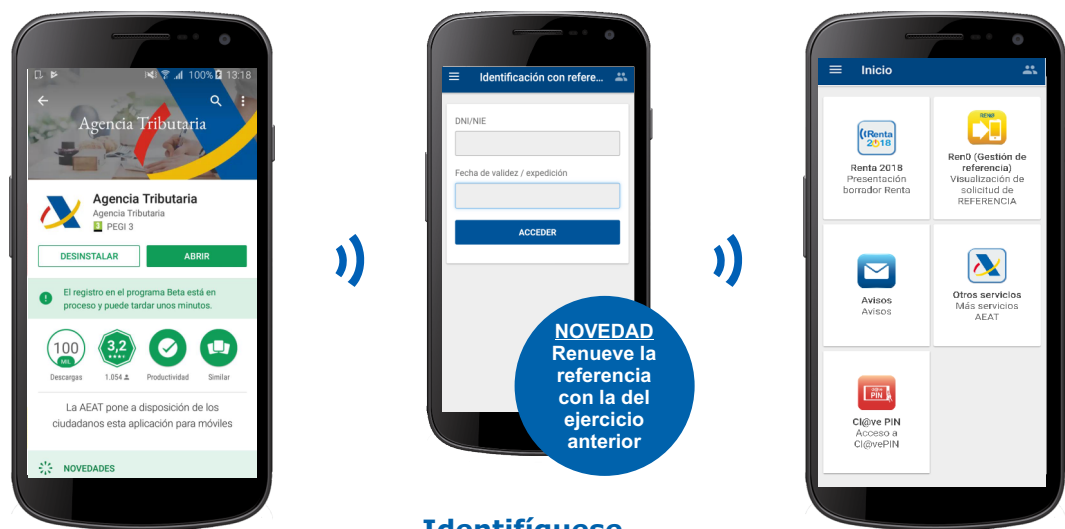 100% 13:18
Agencia Tributaria
Agencia Tributaria
Agencia Tributaria
PEGI 3
DESINSTALAR
ABRIR
El registro en el programa Beta está en
proceso y puede tardar unos minutos.
100
MIL
3,2
Descargas
1.054
Productividad
Similar
La AEAT pone a disposición de los
ciudadanos esta aplicación para móviles
NOVEDADES
Identificación con refere...
DNI/NIE
Fecha de validez / expedición
ACCEDER
NOVEDAD
Renueve la
referencia
con la del
ejercicio
anterior
Identifíquese
Inicio
Renta
2018
Renta 2018
Presentación
borrador Renta
REN0
Ren0 (Gestión de
referencia)
Visualización de
solicitud de
REFERENCIA
Avisos
Avisos
Otros servicios
Más servicios
AEAT
PIN
Cl@ve PIN
Acceso a
Cl@vePIN